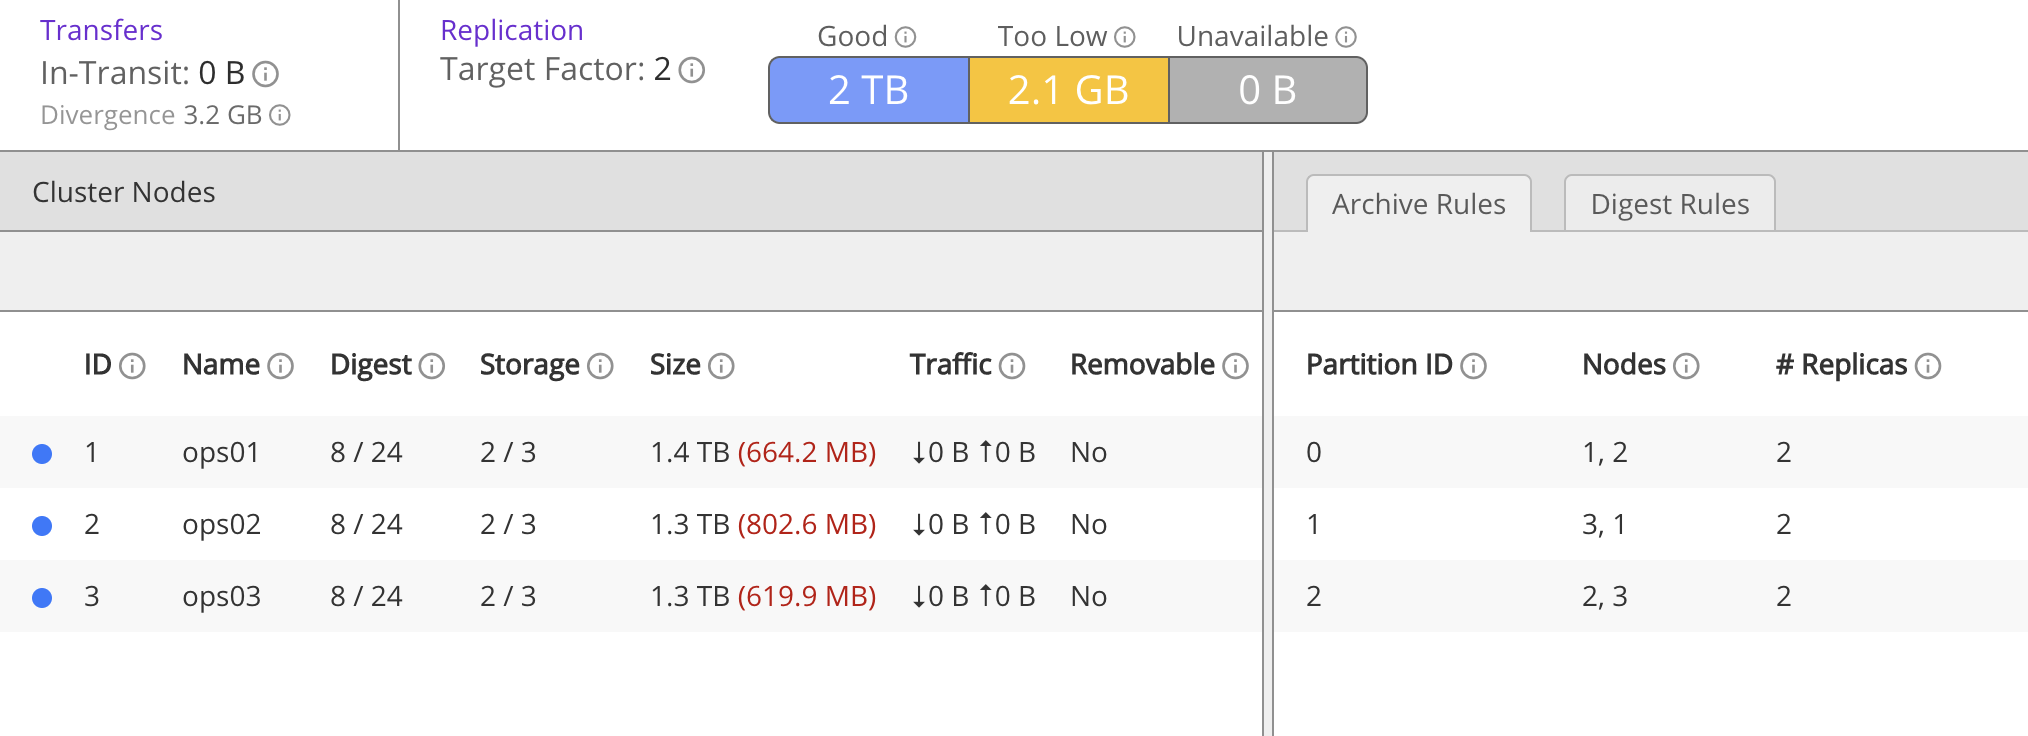 Transfers
In-Transit: 0 B
Divergence 3.2 GB
Replication
Target Factor: 2
Good Too Low Unavailable
2 TB 2.1 GB 0 B
Cluster Nodes
Archive Rules Digest Rules
ID Name Digest Storage Size Traffic Removable
1 ops01 8 / 24 2 / 3 1.4 TB (664.2 MB) ↓0 B ↑0 B No
2 ops02 8 / 24 2 / 3 1.3 TB (802.6 MB) ↓0 B ↑0 B No
3 ops03 8 / 24 2 / 3 1.3 TB (619.9 MB) ↓0 B ↑0 B No
Partition ID Nodes # Replicas
0 1, 2 2
1 3, 1 2
2 2, 3 2